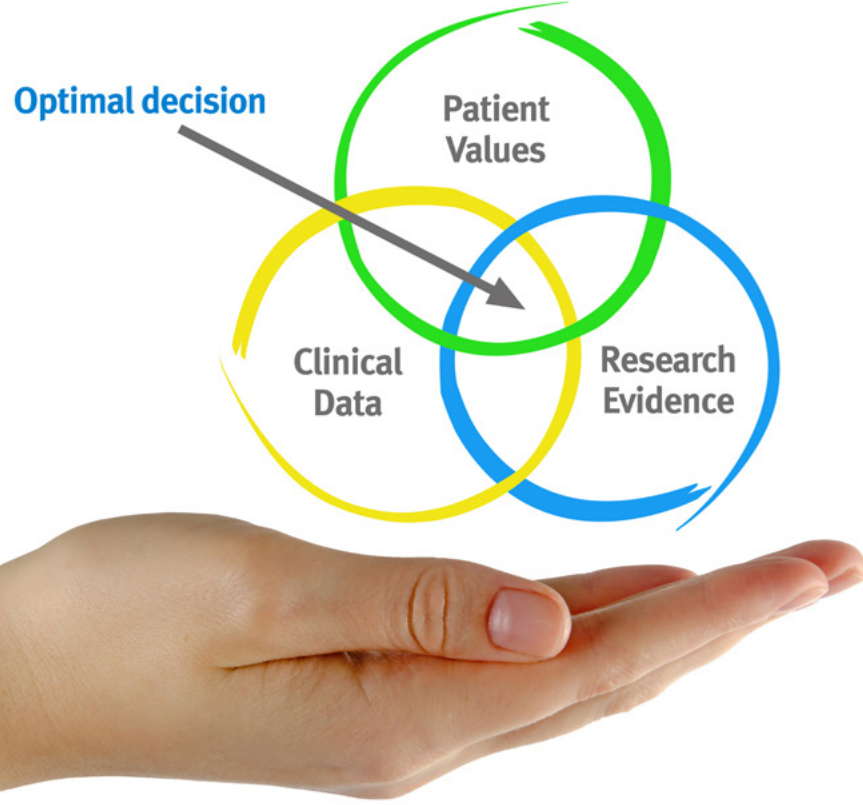 Optimal decision
Patient
Values
Clinical
Data
Research
Evidence